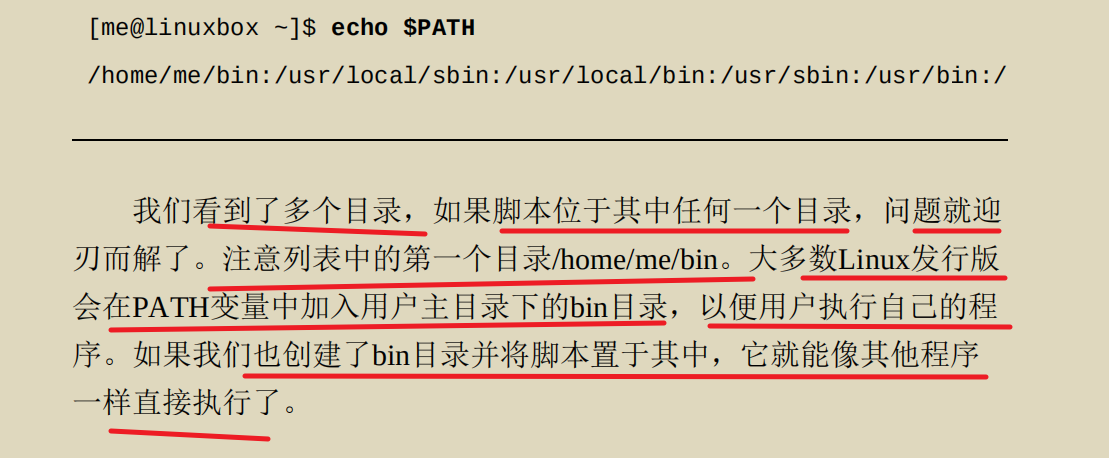 [me@linuxbox ~]$ echo $PATH
/home/me/bin:/usr/local/sbin:/usr/local/bin:/usr/sbin:/usr/bin:/
我们看到了多个目录，如果脚本位于其中任何一个目录，问题就迎
刃而解了。注意列表中的第一个目录/home/me/bin。大多数Linux发行版
会在PATH变量中加入用户主目录下的bin目录，以便用户执行自己的程
序。如果我们也创建了bin目录并将脚本置于其中，它就能像其他程序
一样直接执行了。